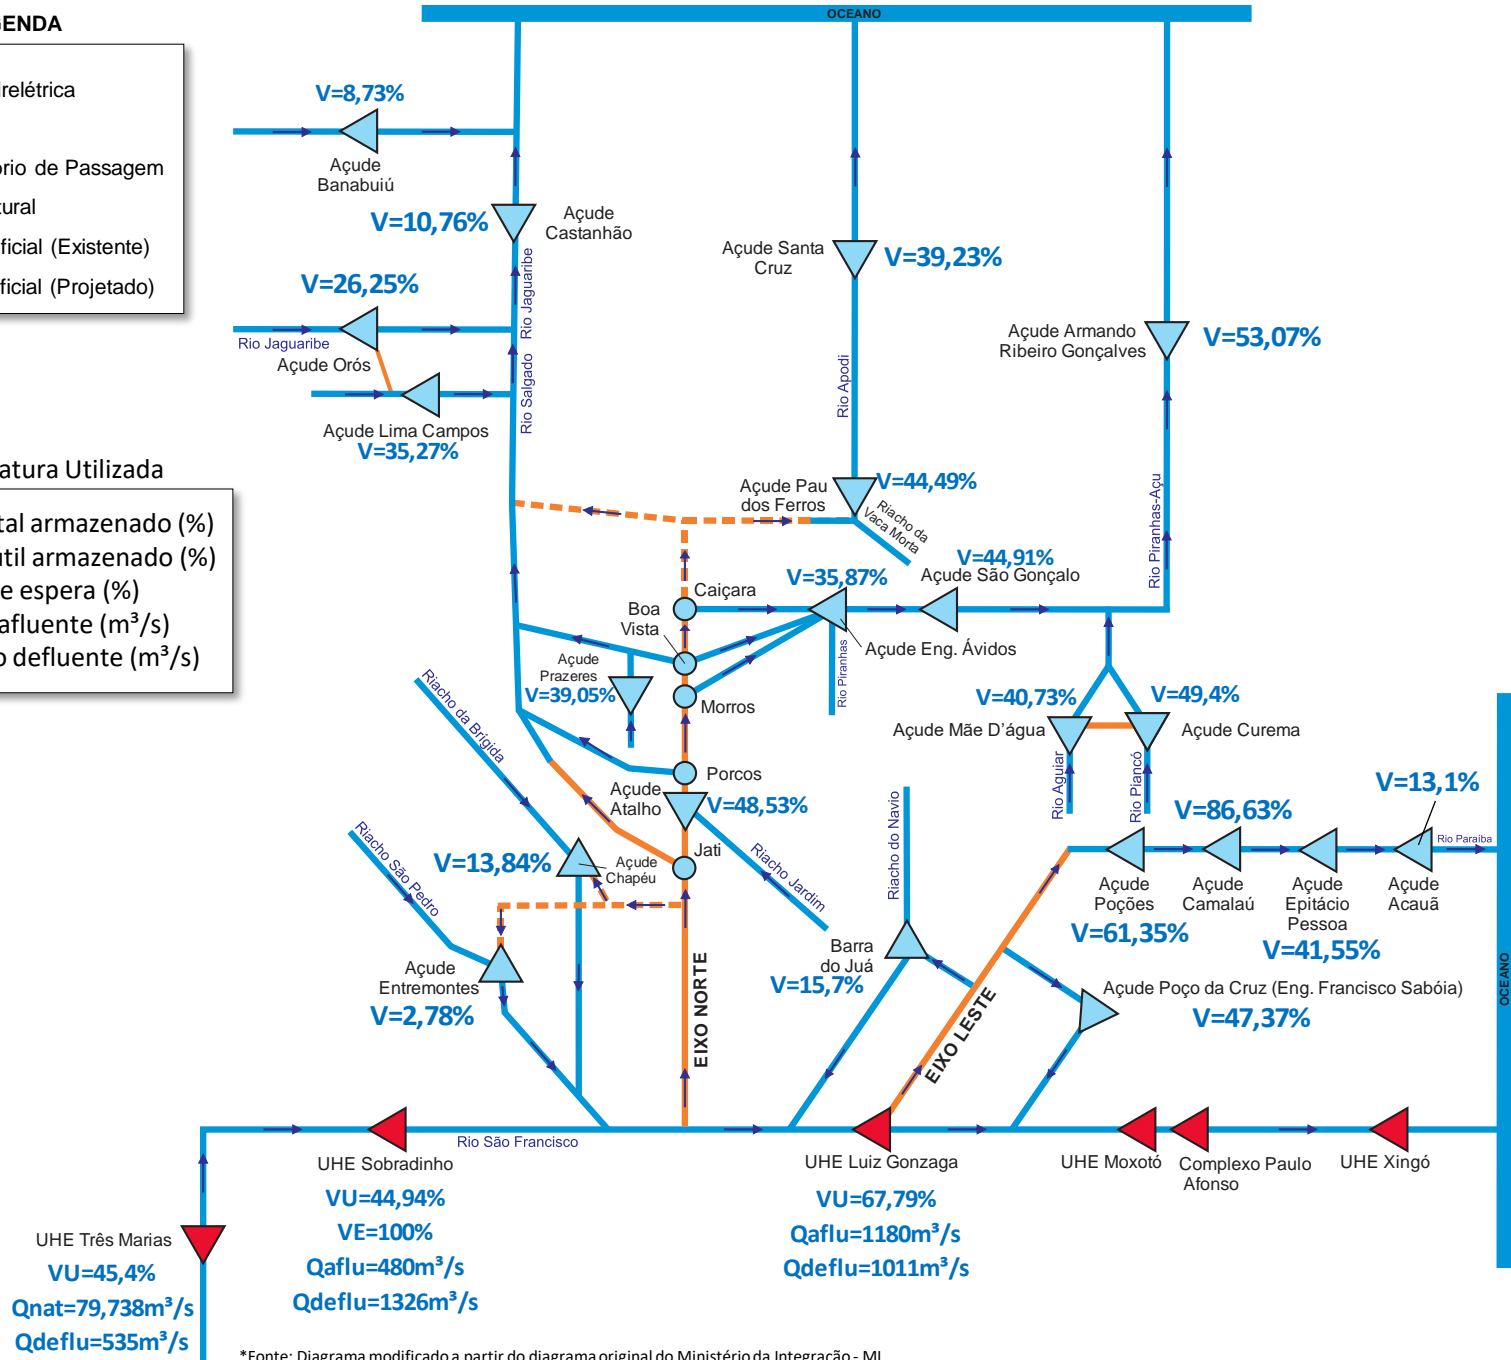 OCEANO
GENDA
drelétrica
ório de Passagem
tural
ificial (Existente)
ificial (Projetado)
V=8,73%
Açude
Banabuiú
V=10,76%
Açude
Castanhão
Açude Santa
Cruz
V=39,23%
V=26,25%
Rio Jaguaribe
Açude Orós
Rio Jaguaribe
Açude Armando
Ribeiro Gonçalves
V=53,07%
Rio Salgado
Rio Apodi
Açude Lima Campos
V=35,27%
atura Utilizada
tal armazenado (%)
útil armazenado (%)
e espera (%)
afluente (m³/s)
o defluente (m³/s)
Açude Pau
dos Ferros
V=44,49%
Riacho da
Vaca Morta
Rio Piranhas-Açu
V=44,91%
Açude São Gonçalo
V=35,87%
Caiçara
Boa
Vista
Açude Eng. Ávidos
Rio Piranhas
Açude
Prazeres
V=39,05%
Morros
Riacho da Brigida
V=40,73%
Açude Mãe D'água
V=49,4%
Açude Curema
Rio Aguiar
Rio Piancó
Porcos
Açude
Atalho
V=48,53%
V=13,1%
V=86,63%
Rio Paraiba
Riacho do Navio
Riacho São Pedro
V=13,84%
Açude
Chapéu
Jati
Riacho Jardim
Açude
Poções
V=61,35%
Açude
Camalaú
Açude
Epitácio
Pessoa
V=41,55%
Açude
Acauã
OCEANO
Açude
Entremontes
V=2,78%
EIXO NORTE
Barra
do Juá
V=15,7%
EIXO LESTE
Açude Poço da Cruz (Eng. Francisco Sabóia)
V=47,37%
Rio São Francisco
UHE Sobradinho
VU=44,94%
VE=100%
Qaflu=480m³/s
Qdeflu=1326m³/s
UHE Luiz Gonzaga
VU=67,79%
Qaflu=1180m³/s
Qdeflu=1011m³/s
UHE Moxotó
Complexo Paulo
Afonso
UHE Xingó
UHE Três Marias
VU=45,4%
Qnat=79,738m³/s
Qdeflu=535m³/s
*Fonte: Diagrama modificado a partir do diagrama original do Ministério da Integração - MI